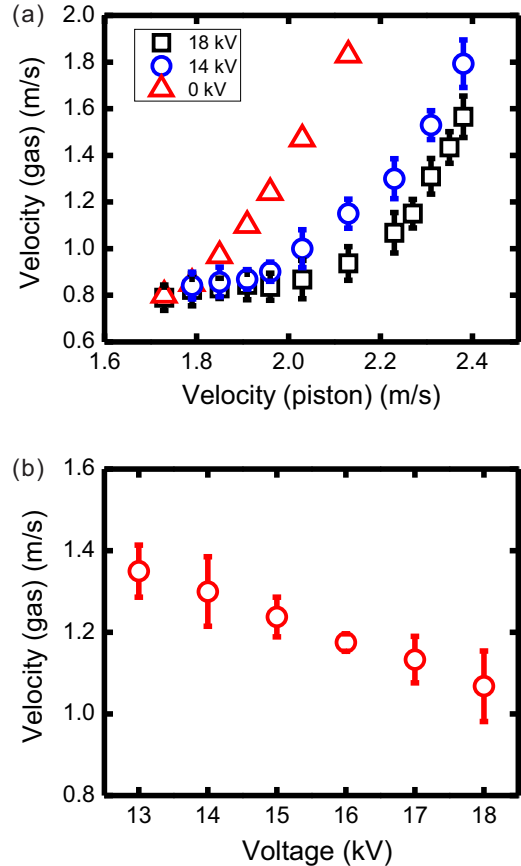 (a)
2.0
1.8
1.6
1.4
1.2
1.0
0.8
0.6
Velocity (gas) (m/s)
18 kV
14 kV
0 kV
1.6 1.8 2.0 2.2 2.4
Velocity (piston) (m/s)
(b)
1.6
1.4
1.2
1.0
0.8
Velocity (gas) (m/s)
13 14 15 16 17 18
Voltage (kV)